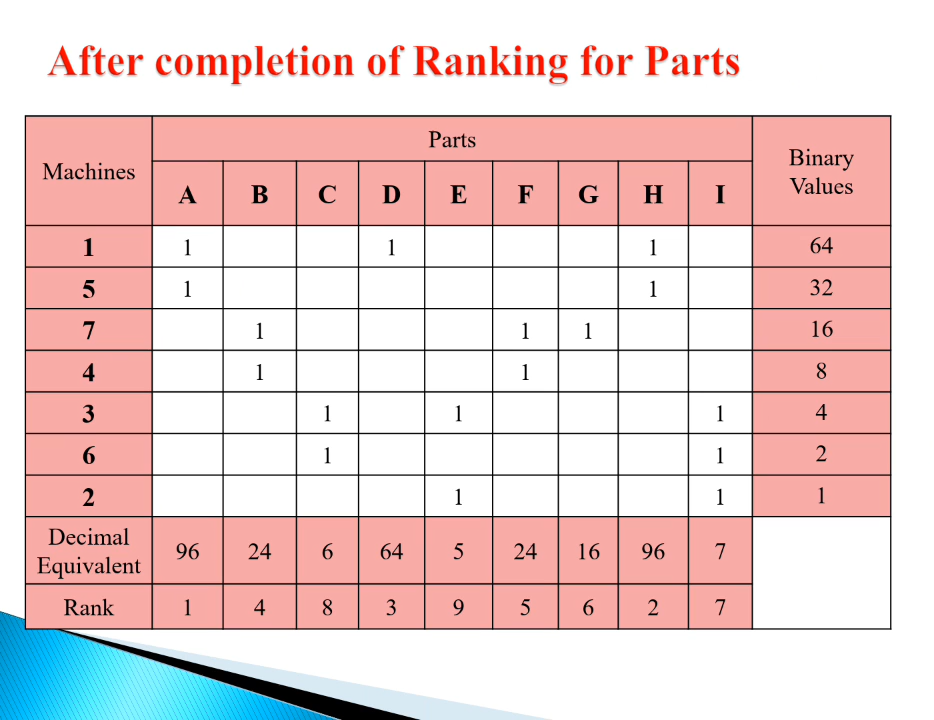 After completion of Ranking for Parts
Machines Parts Binary Values
A B C D E F G H I
1 1 1 1 64
5 1 1 32
7 1 1 1 16
4 1 1 8
3 1 1 1 4
6 1 1 2
2 1 1 1
Decimal Equivalent 96 24 6 64 5 24 16 96 7
Rank 1 4 8 3 9 5 6 2 7